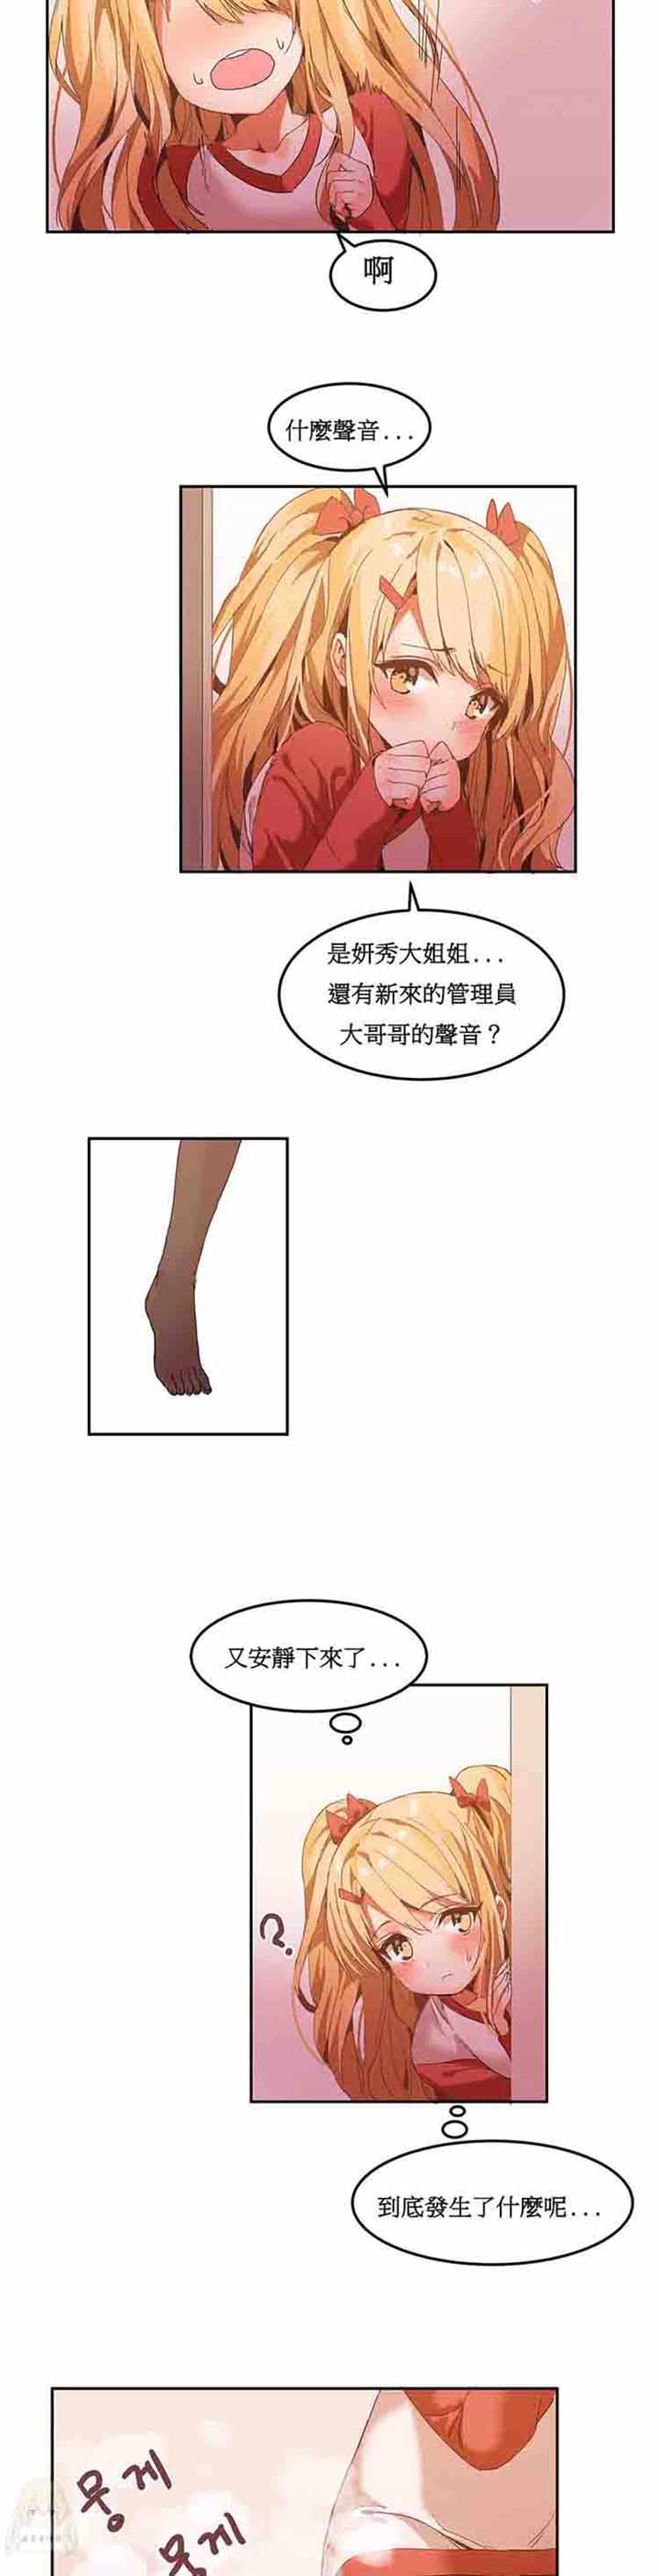 啊
什麼聲音...
是妍秀大姐姐...
還有新來的管理員
大哥哥的聲音？
又安靜下來了...
?
到底發生了什麼呢...
뭉게
뭉게